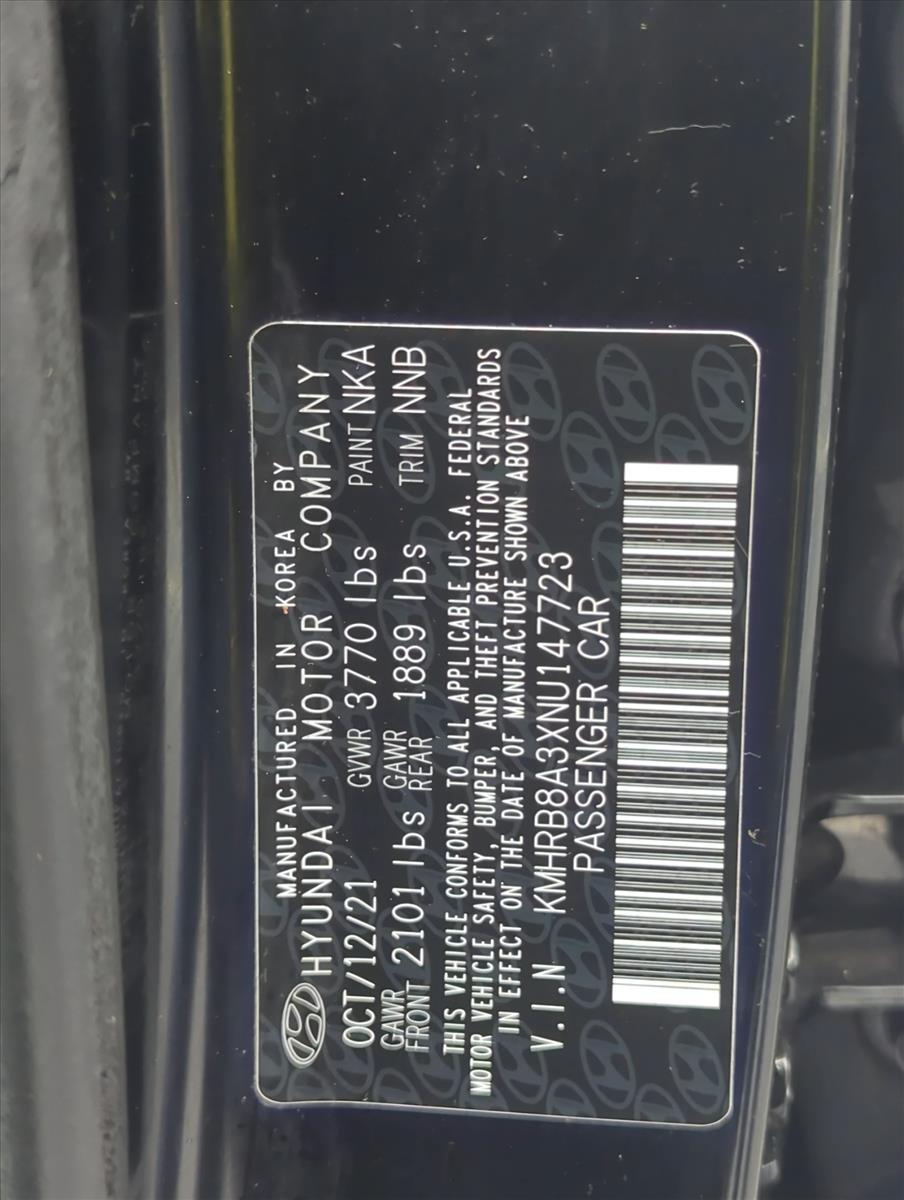 MANUFACTURED IN KOREA BY
HYUNDAI MOTOR COMPANY
OCT/12/21 GVWR 3770 lbs PAINT NKA
GAWR FRONT 2101 lbs GAWR REAR 1889 lbs TRIM NNB
THIS VEHICLE CONFORMS TO ALL APPLICABLE U.S.A. FEDERAL
MOTOR VEHICLE SAFETY, BUMPER, AND THEFT PREVENTION STANDARDS
IN EFFECT ON THE DATE OF MANUFACTURE SHOWN ABOVE
V.I.N KMHRB8A3XNU147723
PASSENGER CAR